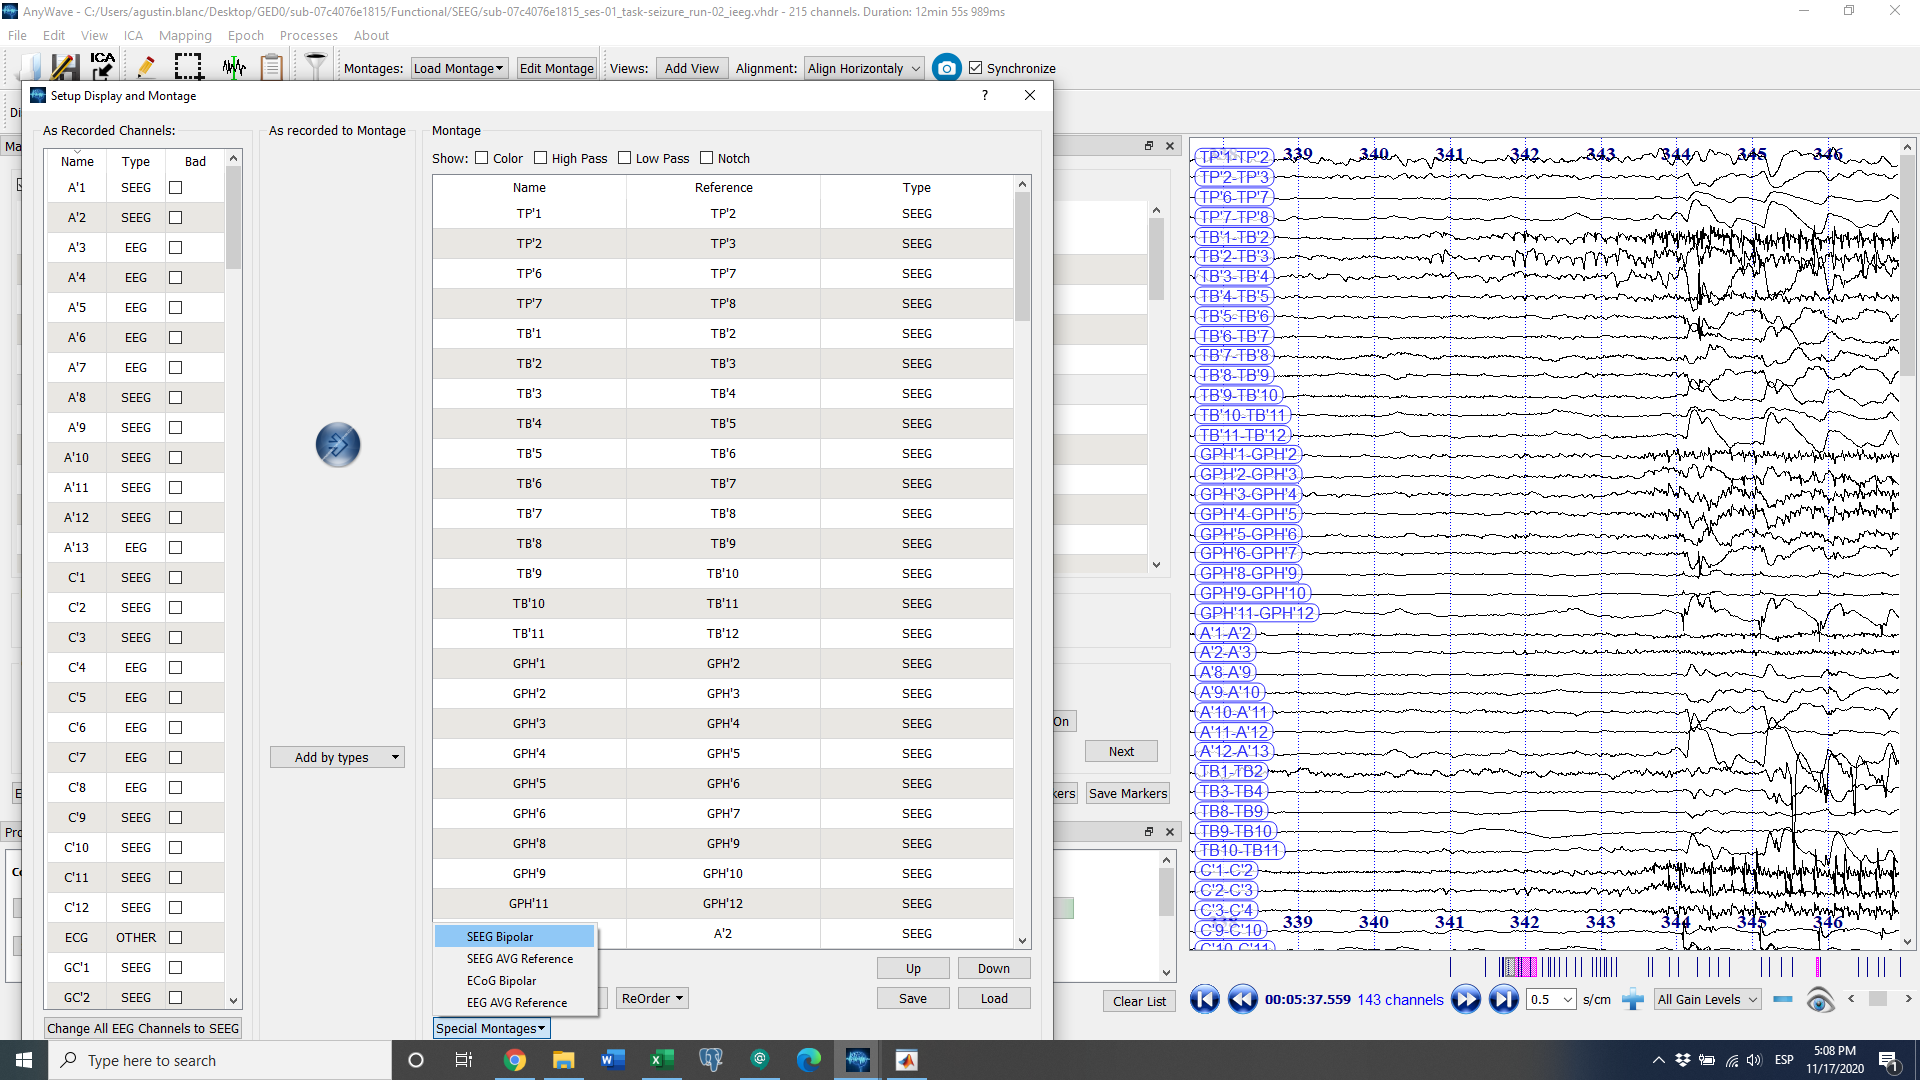 AnyWave - C:/Users/agustin.blanc/Desktop/GED0/sub-07c4076e1815/Functional/SEEG/sub-07c4076e1815_ses-01_task-seizure_run-02_ieeg.vhdr - 215 channels. Duration: 12min 55s 989ms
File Edit View ICA Mapping Epoch Processes About
ICA Montages: Load Montage Edit Montage Views: Add View Alignment: Align Horizontaly Synchronize
Setup Display and Montage ?
As Recorded Channels: As recorded to Montage Montage
Show: Color High Pass Low Pass Notch
Name Type Bad
A'1 SEEG
A'2 SEEG
A'3 EEG
A'4 EEG
A'5 EEG
A'6 EEG
A'7 EEG
A'8 SEEG
A'9 SEEG
A'10 SEEG
A'11 SEEG
A'12 SEEG
A'13 EEG
C'1 SEEG
C'2 SEEG
C'3 SEEG
C'4 EEG
C'5 EEG
C'6 EEG
C'7 EEG
C'8 EEG
C'9 SEEG
C'10 SEEG
C'11 SEEG
C'12 SEEG
ECG OTHER
GC'1 SEEG
GC'2 SEEG
Change All EEG Channels to SEEG
Add by types
Name Reference Type
TP'1 TP'2 SEEG
TP'2 TP'3 SEEG
TP'6 TP'7 SEEG
TP'7 TP'8 SEEG
TB'1 TB'2 SEEG
TB'2 TB'3 SEEG
TB'3 TB'4 SEEG
TB'4 TB'5 SEEG
TB'5 TB'6 SEEG
TB'6 TB'7 SEEG
TB'7 TB'8 SEEG
TB'8 TB'9 SEEG
TB'9 TB'10 SEEG
TB'10 TB'11 SEEG
TB'11 TB'12 SEEG
GPH'1 GPH'2 SEEG
GPH'2 GPH'3 SEEG
GPH'3 GPH'4 SEEG
GPH'4 GPH'5 SEEG
GPH'5 GPH'6 SEEG
GPH'6 GPH'7 SEEG
GPH'8 GPH'9 SEEG
GPH'9 GPH'10 SEEG
GPH'11 GPH'12 SEEG
A'2 SEEG
SEEG Bipolar
SEEG AVG Reference
ECoG Bipolar
EEG AVG Reference
Special Montages
ReOrder
Up Down
Save Load
On
Next
Save Markers
Clear List
339 340 341 342 343 344 345 346
TP'1-TP'2
TP'2-TP'3
TP'6-TP'7
TP'7-TP'8
TB'1-TB'2
TB'2-TB'3
TB'3-TB'4
TB'4-TB'5
TB'5-TB'6
TB'6-TB'7
TB'7-TB'8
TB'8-TB'9
TB'9-TB'10
TB'10-TB'11
TB'11-TB'12
GPH'1-GPH'2
GPH'2-GPH'3
GPH'3-GPH'4
GPH'4-GPH'5
GPH'5-GPH'6
GPH'6-GPH'7
GPH'8-GPH'9
GPH'9-GPH'10
GPH'11-GPH'12
A'1-A'2
A'2-A'3
A'8-A'9
A'9-A'10
A'10-A'11
A'11-A'12
A'12-A'13
TB1-TB2
TB3-TB4
TB8-TB9
TB9-TB10
TB10-TB11
C'1-C'2
C'2-C'3
C'3-C'4
C'9-C'10
C'10-C'11
339 340 341 342 343 344 345 346
00:05:37.559 143 channels 0.5 s/cm All Gain Levels
Type here to search
ESP
5:08 PM
11/17/2020
1